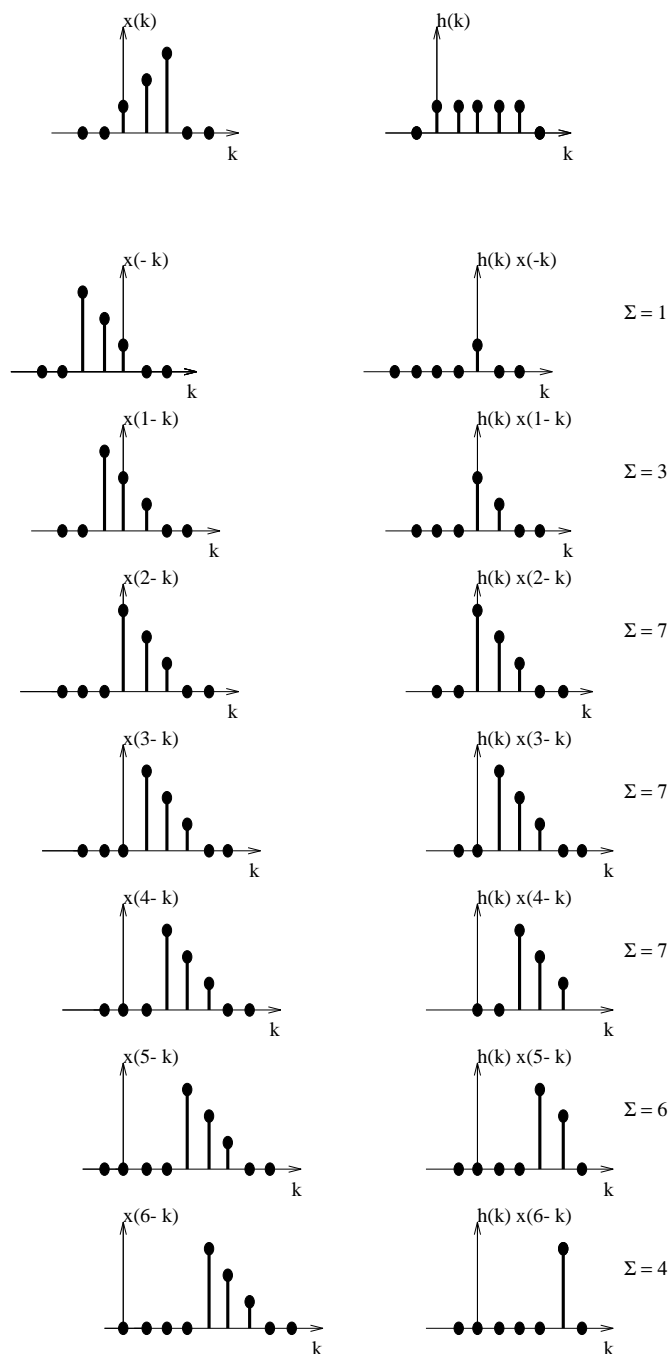 x(k) h(k)
k k
x(- k) h(k) x(-k)
Σ = 1
k k
x(1- k) h(k) x(1- k)
Σ = 3
k k
x(2- k) h(k) x(2- k)
Σ = 7
k k
x(3- k) h(k) x(3- k)
Σ = 7
k k
x(4- k) h(k) x(4- k)
Σ = 7
k k
x(5- k) h(k) x(5- k)
Σ = 6
k k
x(6- k) h(k) x(6- k)
Σ = 4
k k